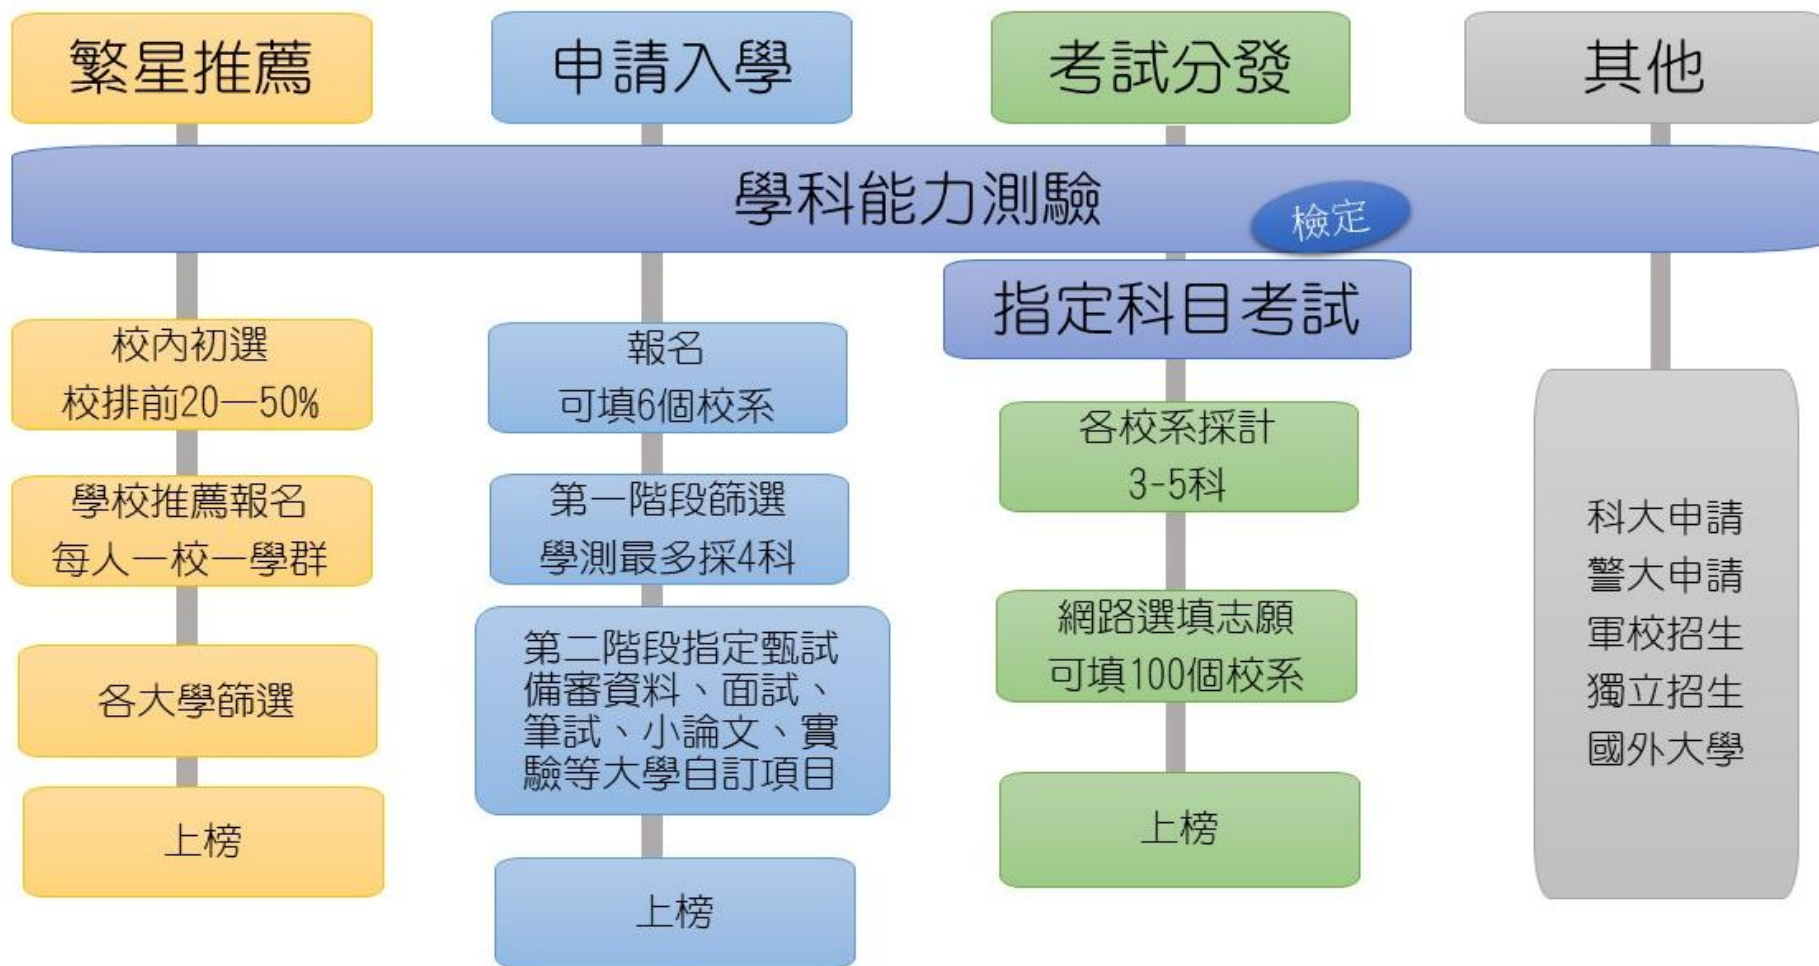 繁星推薦
申請入學
考試分發
其他
學科能力測驗
檢定
校內初選
校排前20—50%
學校推薦報名
每人一校一學群
各大學篩選
上榜
報名
可填6個校系
第一階段篩選
學測最多採4科
第二階段指定甄試
備審資料、面試、
筆試、小論文、實
驗等大學自訂項目
上榜
指定科目考試
各校系採計
3-5科
網路選填志願
可填100個校系
上榜
科大申請
警大申請
軍校招生
獨立招生
國外大學